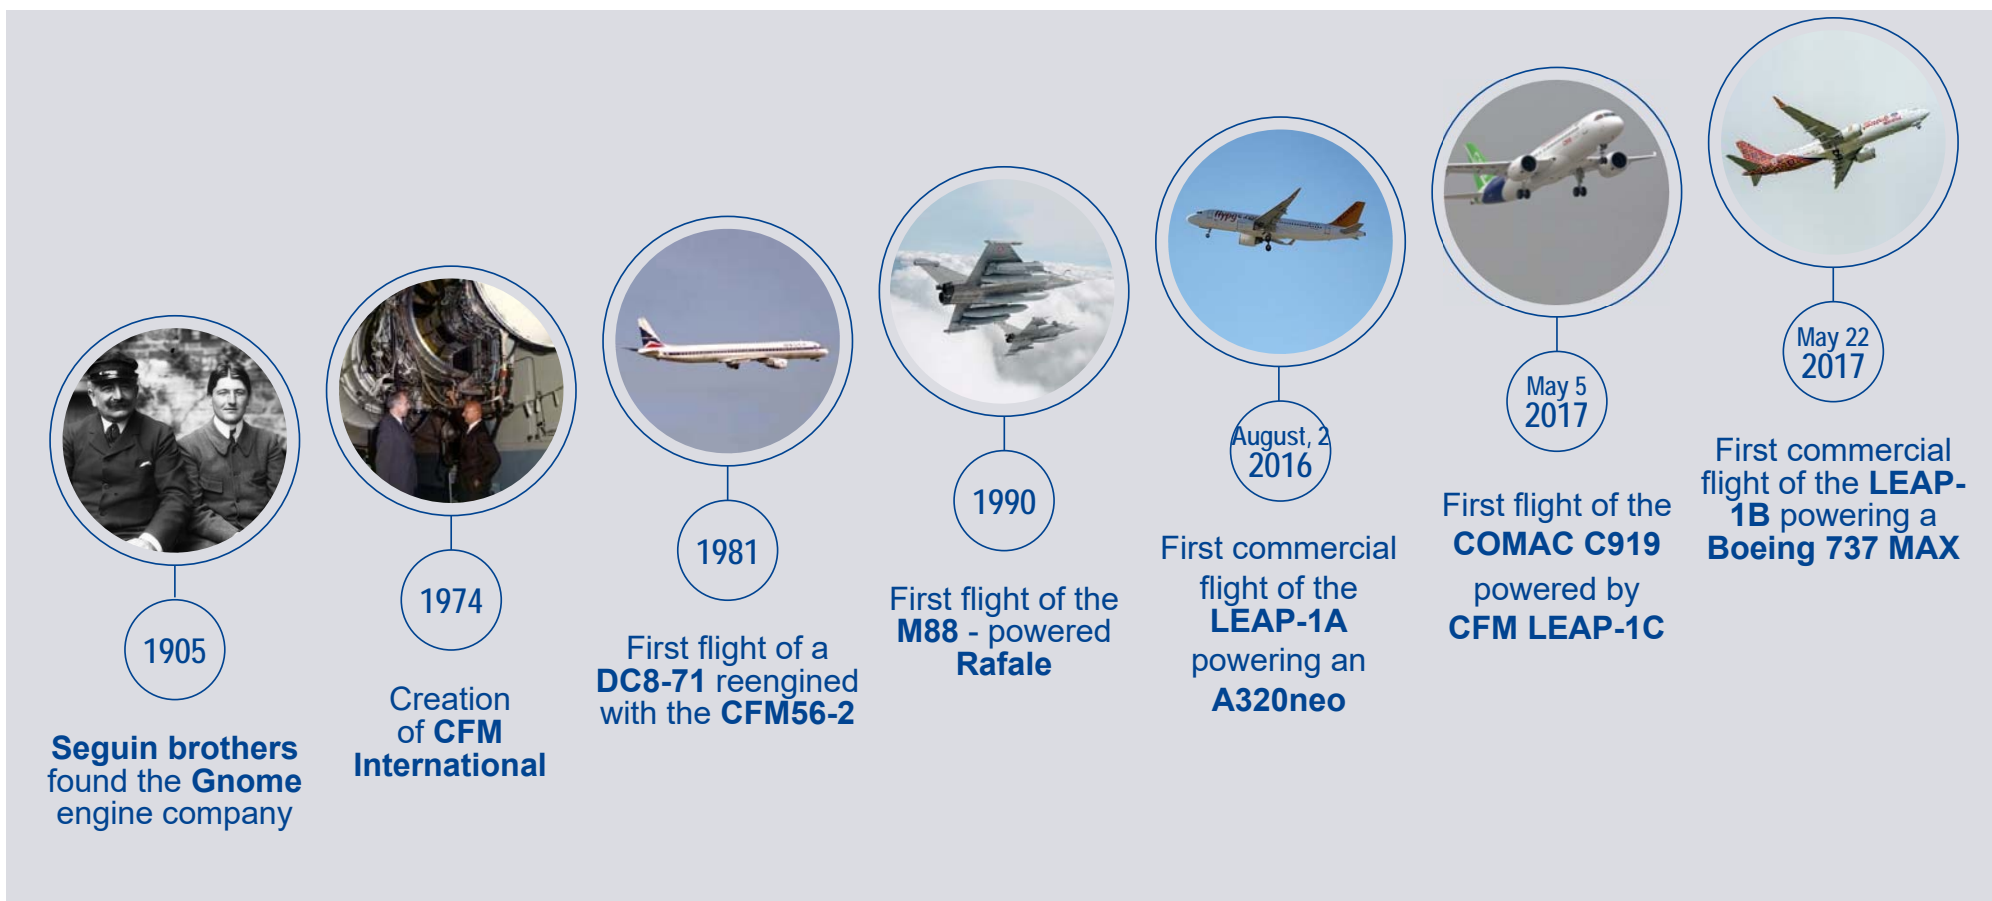 1905
Seguin brothers
found the Gnome
engine company
1974
Creation
of CFM
International
1981
First flight of a
DC8-71 reengined
with the CFM56-2
1990
First flight of the
M88 - powered
Rafale
August, 2
2016
First commercial
flight of the
LEAP-1A
powering an
A320neo
May 5
2017
First flight of the
COMAC C919
powered by
CFM LEAP-1C
May 22
2017
First commercial
flight of the LEAP-
1B powering a
Boeing 737 MAX